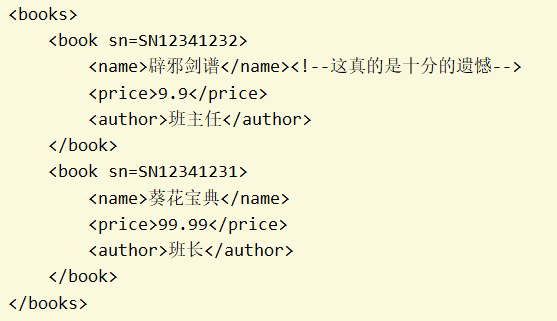 <books>
    <book sn=SN12341232>
        <name>辟邪剑谱</name><!--这真的是十分的遗憾-->
        <price>9.9</price>
        <author>班主任</author>
    </book>
    <book sn=SN12341231>
        <name>葵花宝典</name>
        <price>99.99</price>
        <author>班长</author>
    </book>
</books>